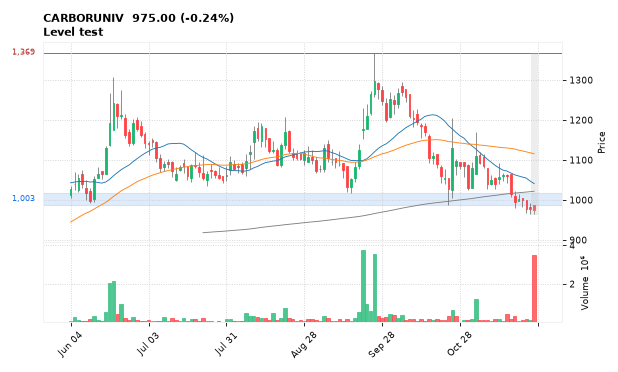 CARBORUNIV 975.00 (-0.24%)
Level test
1,369
1,003
1300
1200
1100
1000
900
Price
4
2
Volume 10⁶
Jun 04
Jul 03
Jul 31
Aug 28
Sep 28
Oct 28